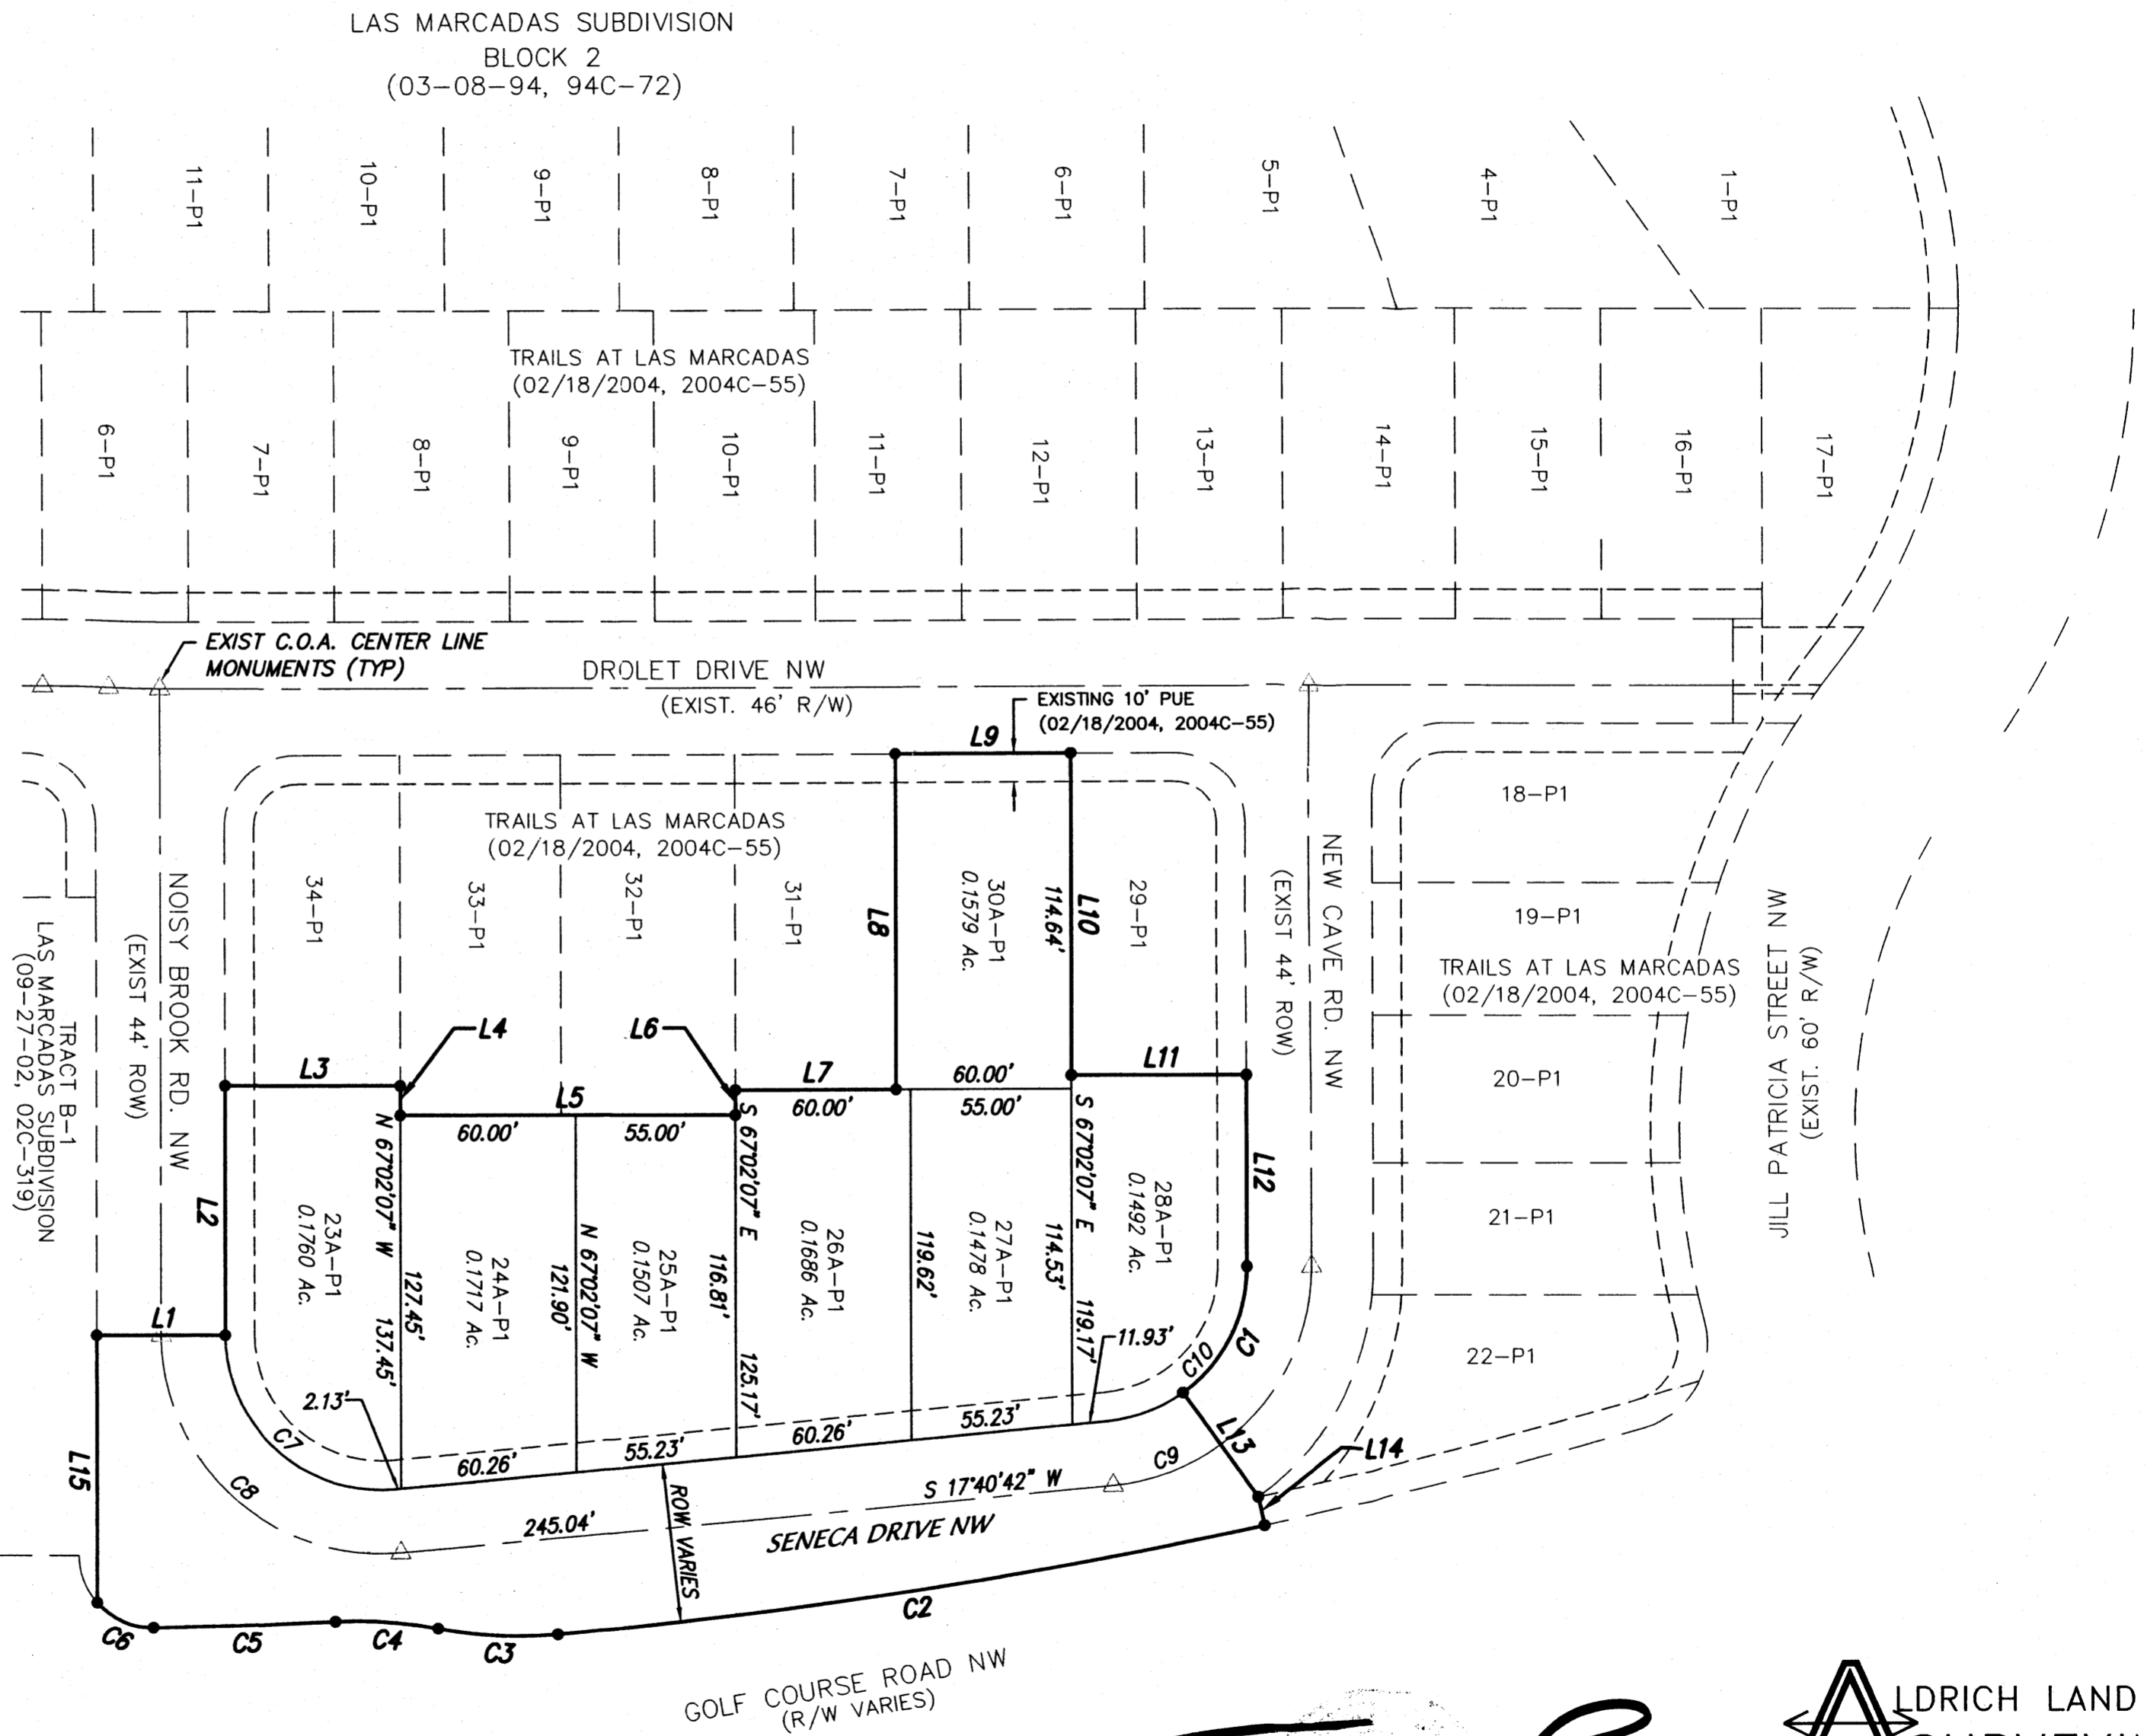 LAS MARCADAS SUBDIVISION
BLOCK 2
(03-08-94, 94C-72)
11-P1
10-P1
9-P1
8-P1
7-P1
6-P1
5-P1
4-P1
1-P1
TRAILS AT LAS MARCADAS
(02/18/2004, 2004C-55)
6-P1
7-P1
8-P1
9-P1
10-P1
11-P1
12-P1
13-P1
14-P1
15-P1
16-P1
17-P1
EXIST C.O.A. CENTER LINE
MONUMENTS (TYP)
DROLET DRIVE NW
(EXIST. 46' R/W)
EXISTING 10' PUE
(02/18/2004, 2004C-55)
L9
TRAILS AT LAS MARCADAS
(02/18/2004, 2004C-55)
34-P1
33-P1
32-P1
31-P1
L8
30A-P1
0.1579 Ac.
114.64'
L10
29-P1
NEW CAVE RD. NW
(EXIST 44' ROW)
18-P1
19-P1
TRAILS AT LAS MARCADAS
(02/18/2004, 2004C-55)
20-P1
21-P1
22-P1
JILL PATRICIA STREET NW
(EXIST. 60' R/W)
NOISY BROOK RD. NW
(EXIST 44' ROW)
TRACT B-1
LAS MARCADAS SUBDIVISION
(09-27-02, 02C-319)
L3
L4
L5
L6
L7
60.00'
L11
60.00'
55.00'
60.00'
55.00'
L2
L1
L12
23A-P1
0.1760 Ac.
N 67°02'07" W
127.45'
137.45'
24A-P1
0.1717 Ac.
121.90'
N 67°02'07" W
25A-P1
0.1507 Ac.
116.81'
S 67°02'07" E
125.17'
26A-P1
0.1686 Ac.
119.62'
27A-P1
0.1478 Ac.
114.53'
S 67°02'07" E
119.17'
28A-P1
0.1492 Ac.
11.93'
C10
2.13'
C7
C8
60.26'
55.23'
60.26'
55.23'
L13
L14
C9
L15
245.04'
S 17°40'42" W
SENECA DRIVE NW
ROW VARIES
C6
C5
C4
C3
C2
GOLF COURSE ROAD NW
(R/W VARIES)
LDRICH LAND